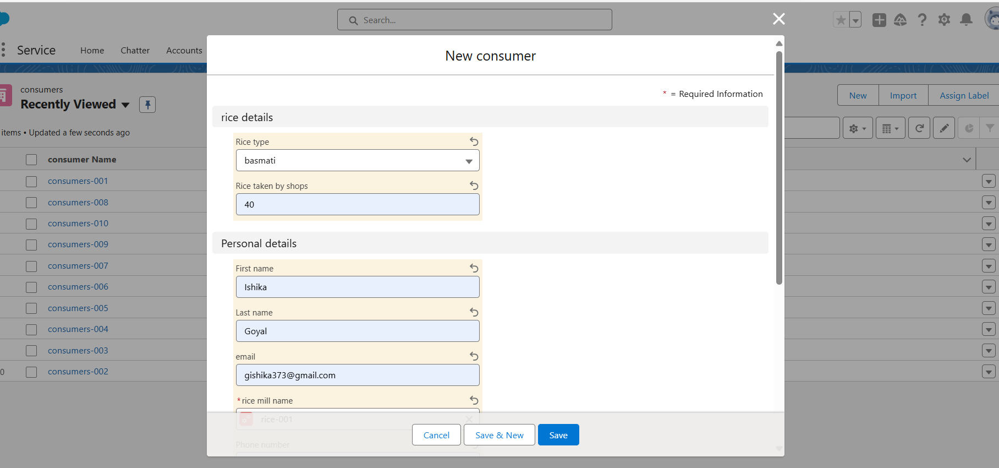 Search...
Service Home Chatter Accounts
New consumer
* = Required Information
consumers
Recently Viewed
New Import Assign Label
rice details
items • Updated a few seconds ago
Rice type
basmati
consumer Name
consumers-001
Rice taken by shops
consumers-008
40
consumers-010
consumers-009
Personal details
consumers-007
First name
consumers-006
Ishika
consumers-005
Last name
consumers-004
Goyal
consumers-003
email
consumers-002
0
gishika373@gmail.com
*rice mill name
rice-001
Cancel Save & New Save
Phone number